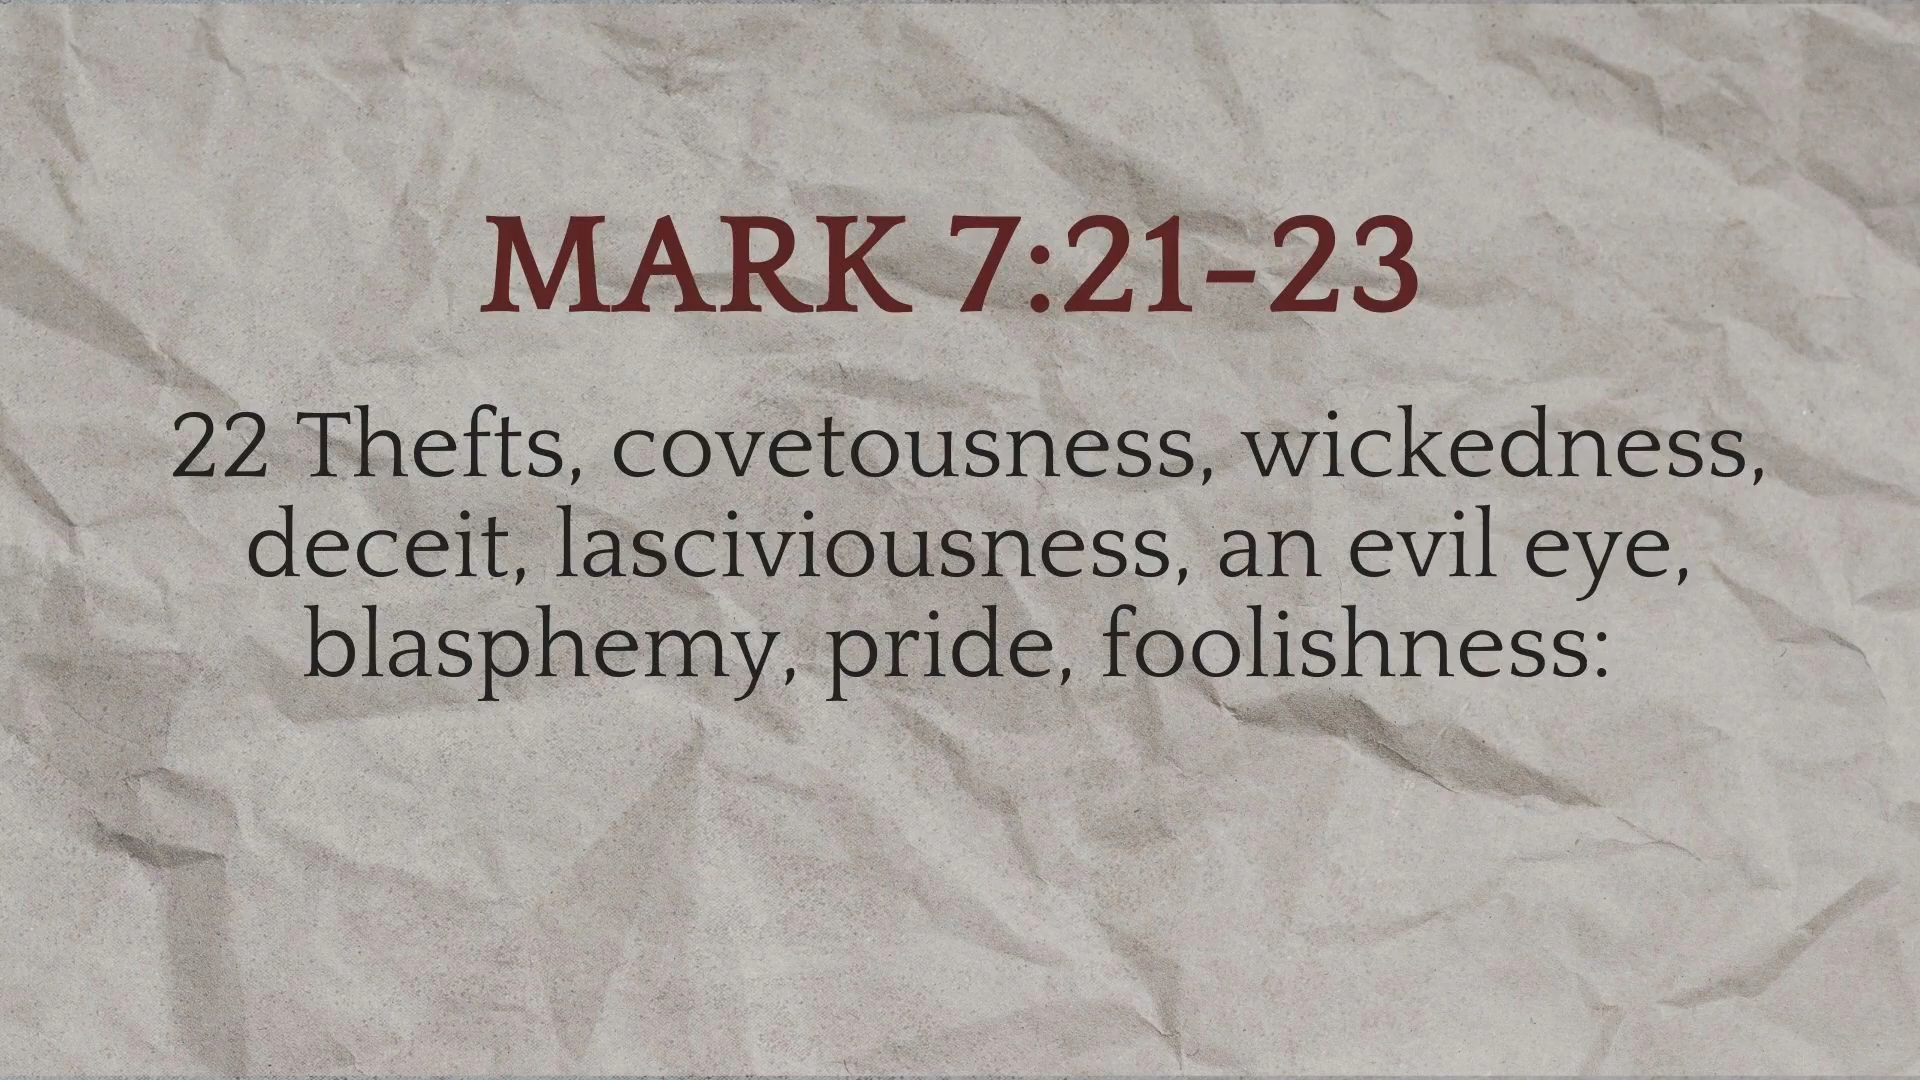 MARK 7:21-23
22 Thefts, covetousness, wickedness,
deceit, lasciviousness, an evil eye,
blasphemy, pride, foolishness: